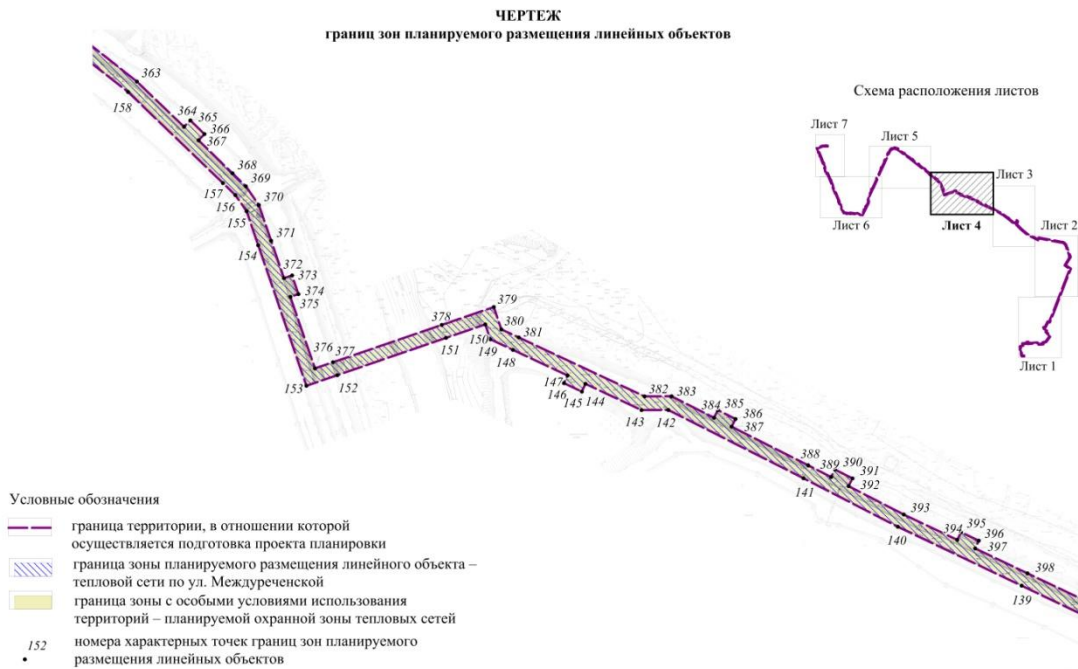 ЧЕРТЕЖ
границ зон планируемого размещения линейных объектов
363
158
364
365
366
367
368
369
157
156
155
370
154
371
372
373
374
375
376
377
153
152
378
379
151
150
149
148
380
381
147
146
145
144
382
383
143
142
384
385
386
387
388
389
390
391
392
141
393
140
394
395
396
397
398
139
Схема расположения листов
Лист 7
Лист 5
Лист 3
Лист 6
Лист 4
Лист 2
Лист 1
Условные обозначения
граница территории, в отношении которой
осуществляется подготовка проекта планировки
граница зоны планируемого размещения линейного объекта –
тепловой сети по ул. Междуреченской
граница зоны с особыми условиями использования
территорий – планируемой охранной зоны тепловых сетей
152 номера характерных точек границ зон планируемого
размещения линейных объектов